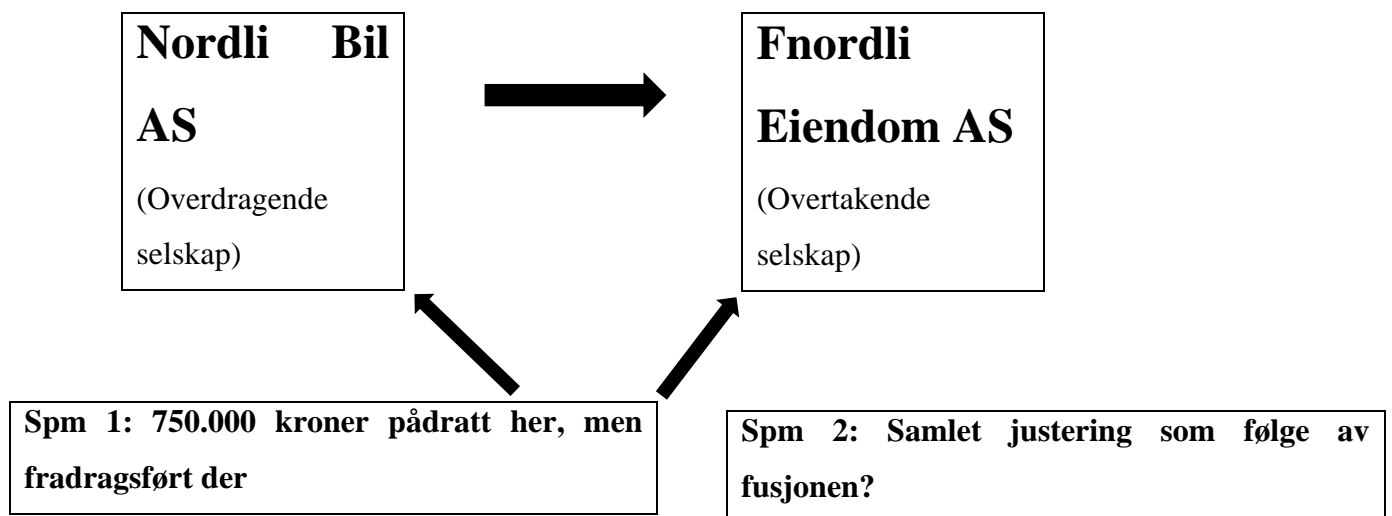 Nordli Bil
AS
(Overdragende
selskap)
Fnordli
Eiendom AS
(Overtakende
selskap)
Spm 1: 750.000 kroner pådratt her, men
fradragsført der
Spm 2: Samlet justering som følge av
fusjonen?